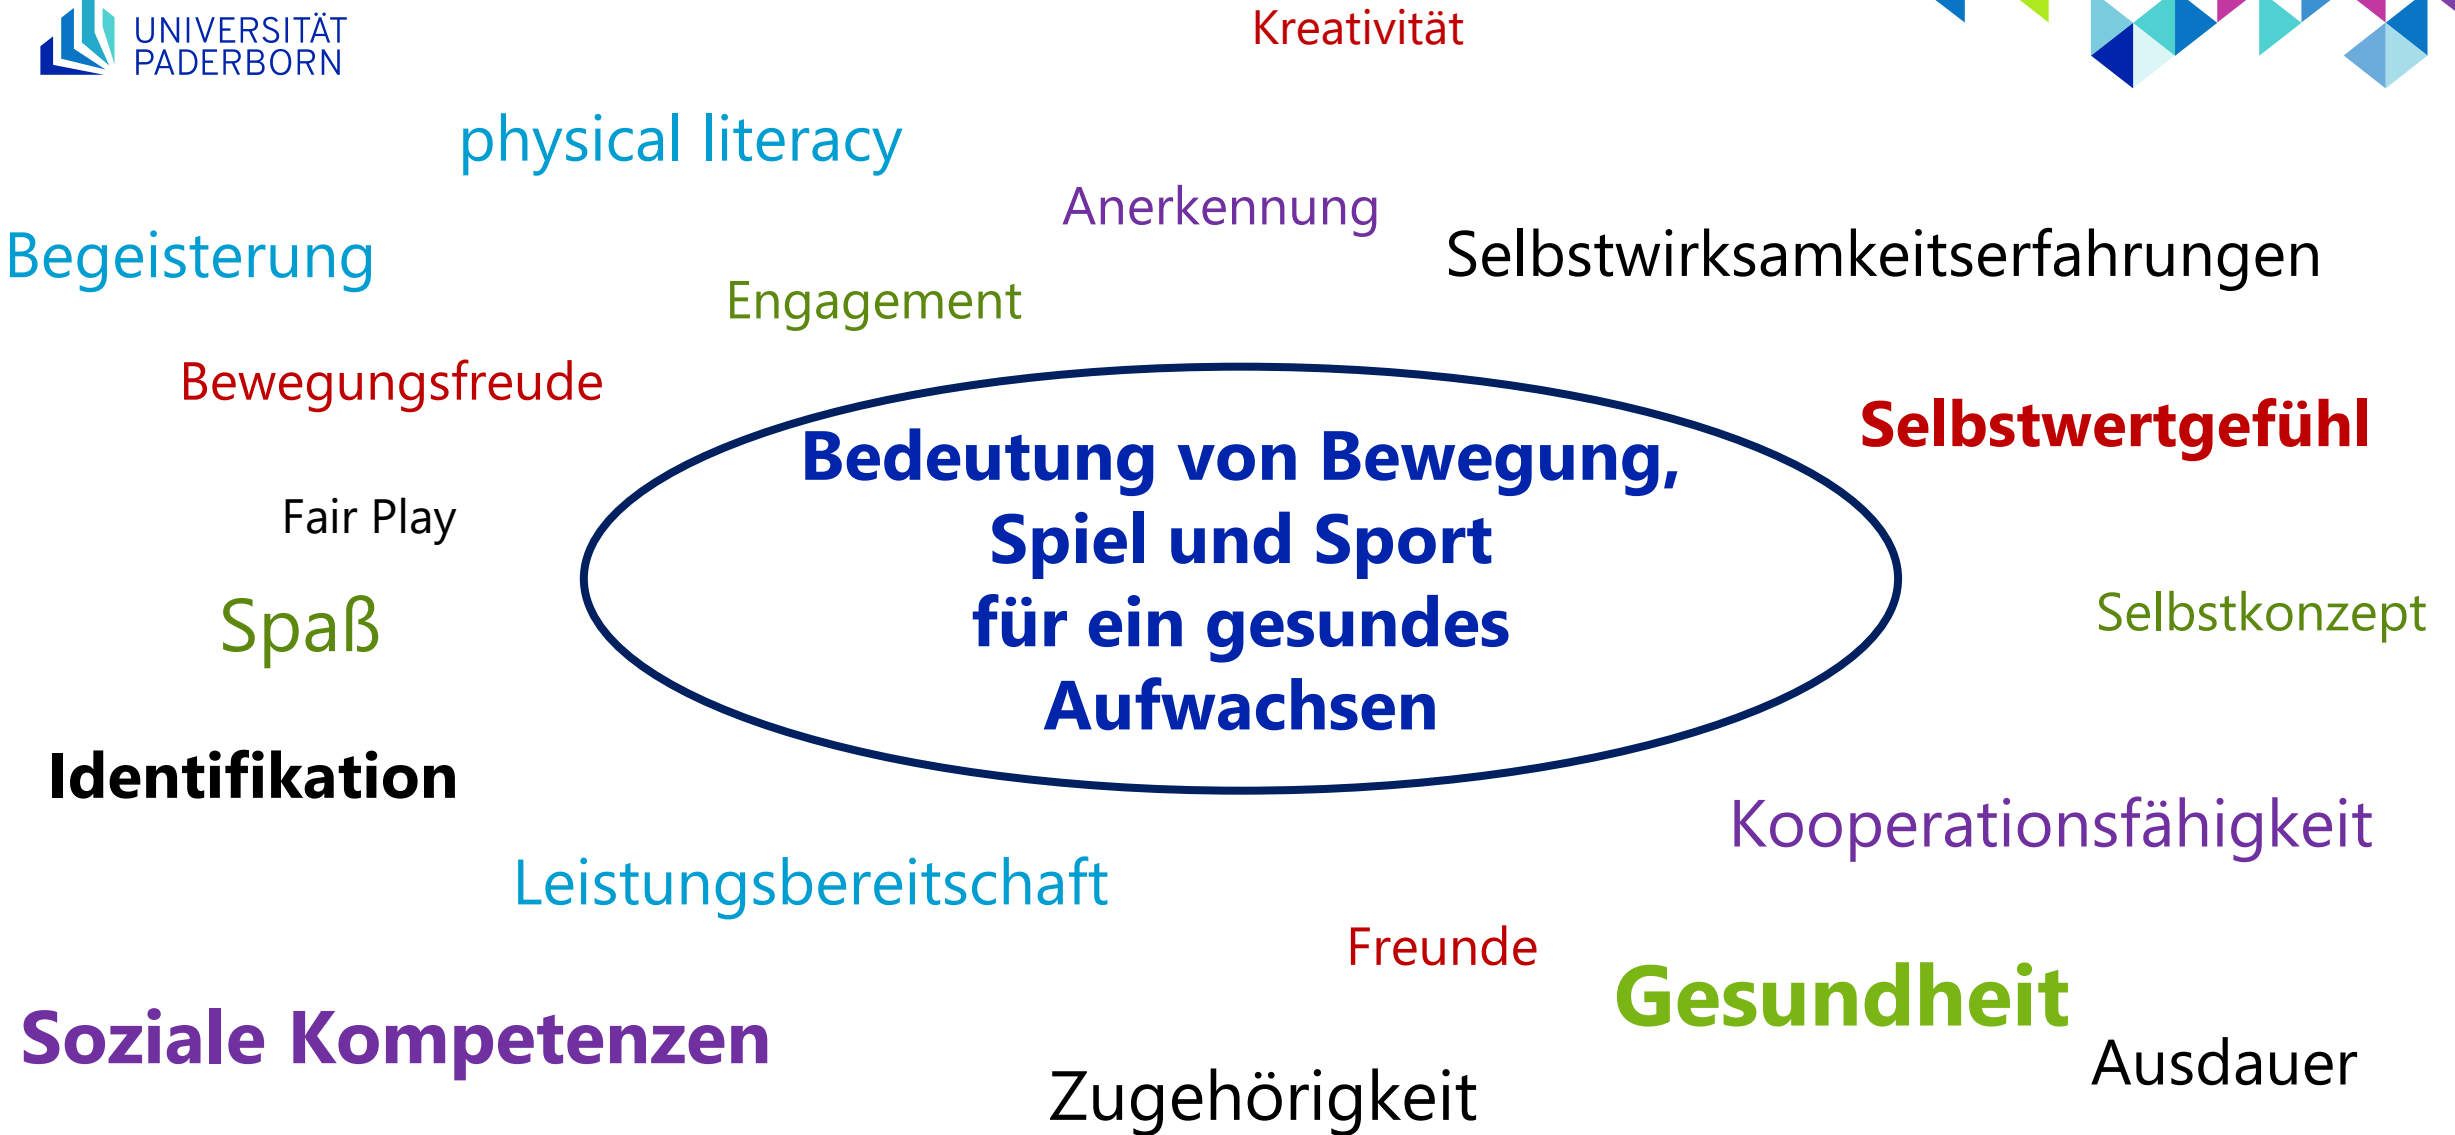 UNIVERSITÄT
PADERBORN
Kreativität
physical literacy
Anerkennung
Begeisterung
Selbstwirksamkeitserfahrungen
Engagement
Bewegungsfreude
Selbstwertgefühl
Bedeutung von Bewegung,
Spiel und Sport
für ein gesundes
Aufwachsen
Fair Play
Spaß
Selbstkonzept
Identifikation
Kooperationsfähigkeit
Leistungsbereitschaft
Freunde
Gesundheit
Soziale Kompetenzen
Ausdauer
Zugehörigkeit